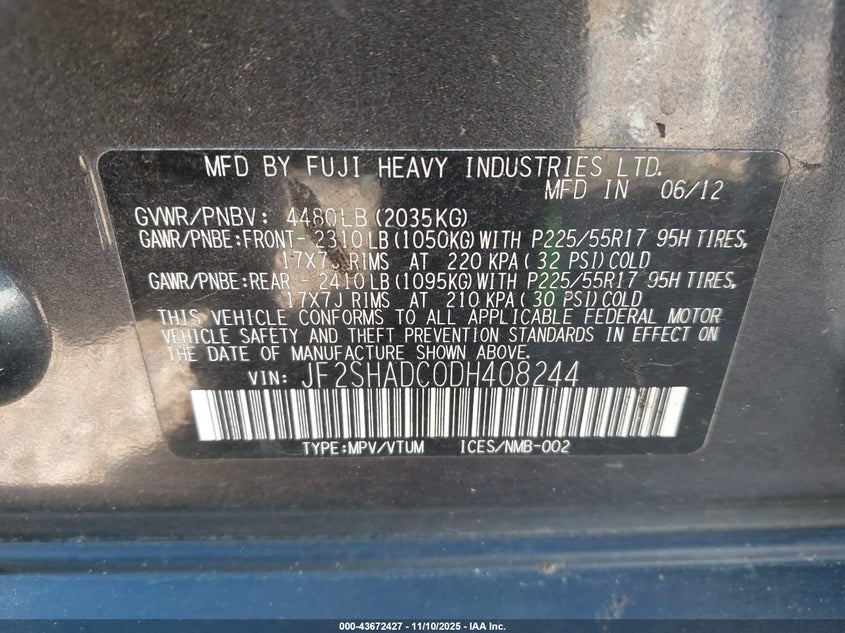 MFD BY FUJI HEAVY INDUSTRIES LTD.
MFD IN 06/12
GVWR/PNBV: 4480LB (2035KG)
GAWR/PNBE:FRONT- 2310 LB (1050KG) WITH P225/55R17 95H TIRES,
17X7J RIMS AT 220 KPA ( 32 PSI) COLD
GAWR/PNBE:REAR - 2410 LB (1095KG) WITH P225/55R17 95H TIRES,
17X7J RIMS AT 210 KPA ( 30 PSI) COLD
THIS VEHICLE CONFORMS TO ALL APPLICABLE FEDERAL MOTOR
VEHICLE SAFETY AND THEFT PREVENTION STANDARDS IN EFFECT ON
THE DATE OF MANUFACTURE SHOWN ABOVE.
VIN: JF2SHADC0DH408244
TYPE:MPV/VTUM ICES/NMB-002
000-43672427 - 11/10/2025 - IAA Inc.